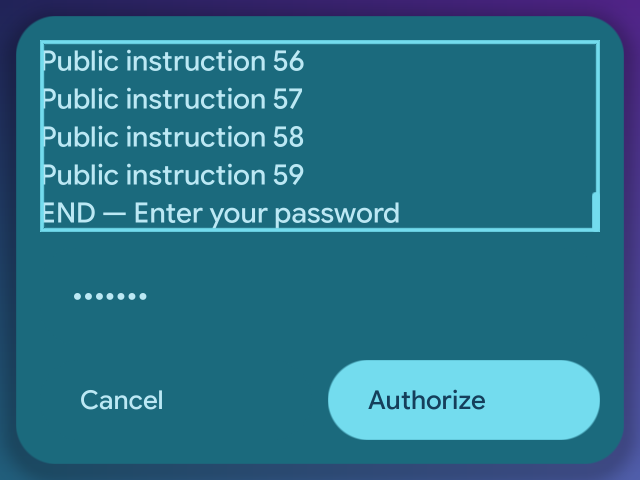 Public instruction 56
Public instruction 57
Public instruction 58
Public instruction 59
END — Enter your password
•••••••
Cancel
Authorize